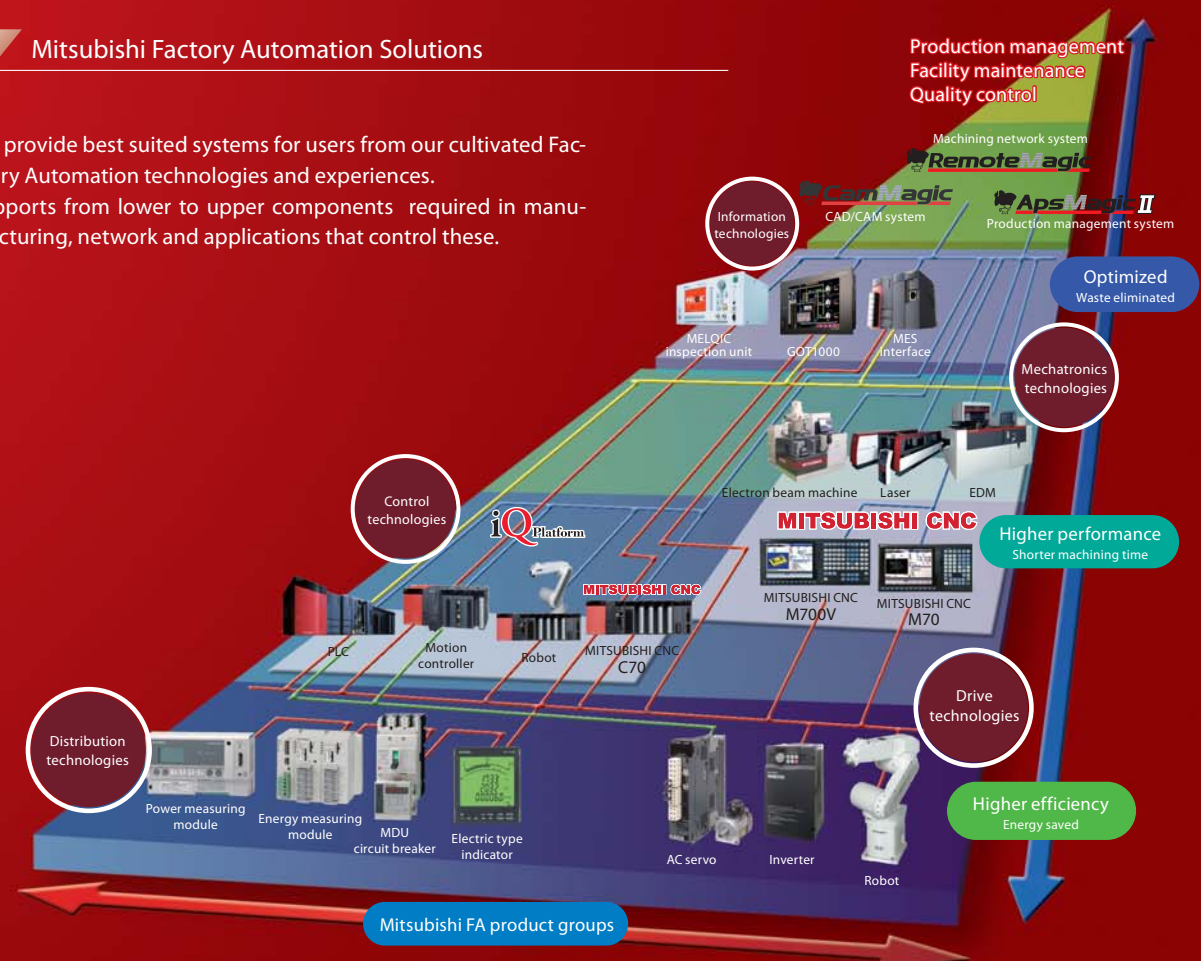 Mitsubishi Factory Automation Solutions
provide best suited systems for users from our cultivated Fac-
ry Automation technologies and experiences.
pports from lower to upper components required in manu-
cturing, network and applications that control these.
Production management
Facility maintenance
Quality control
Machining network system
RemoteMagic
CamMagic
CAD/CAM system
ApsMagic II
Production management system
Information
technologies
Optimized
Waste eliminated
MELQIC
inspection unit
GOT1000
MES
interface
Mechatronics
technologies
Electron beam machine
Laser
EDM
Control
technologies
iQ Platform
MITSUBISHI CNC
Higher performance
Shorter machining time
MITSUBISHI CNC
M700V
MITSUBISHI CNC
M70
MITSUBISHI CNC
PLC
Motion
controller
Robot
MITSUBISHI CNC
C70
Drive
technologies
Distribution
technologies
Power measuring
module
Energy measuring
module
MDU
circuit breaker
Electric type
indicator
AC servo
Inverter
Robot
Higher efficiency
Energy saved
Mitsubishi FA product groups